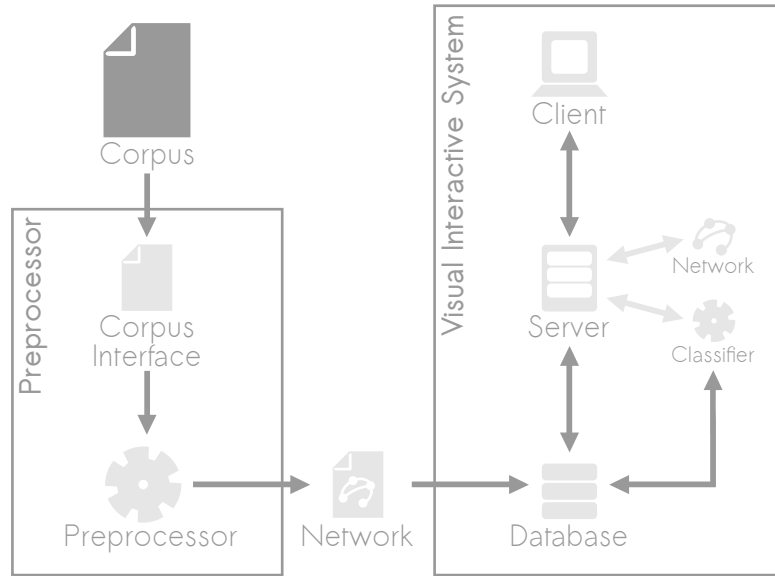 Corpus
Preprocessor
Corpus
Interface
Preprocessor
Network
Visual Interactive System
Client
Server
Network
Classifier
Database